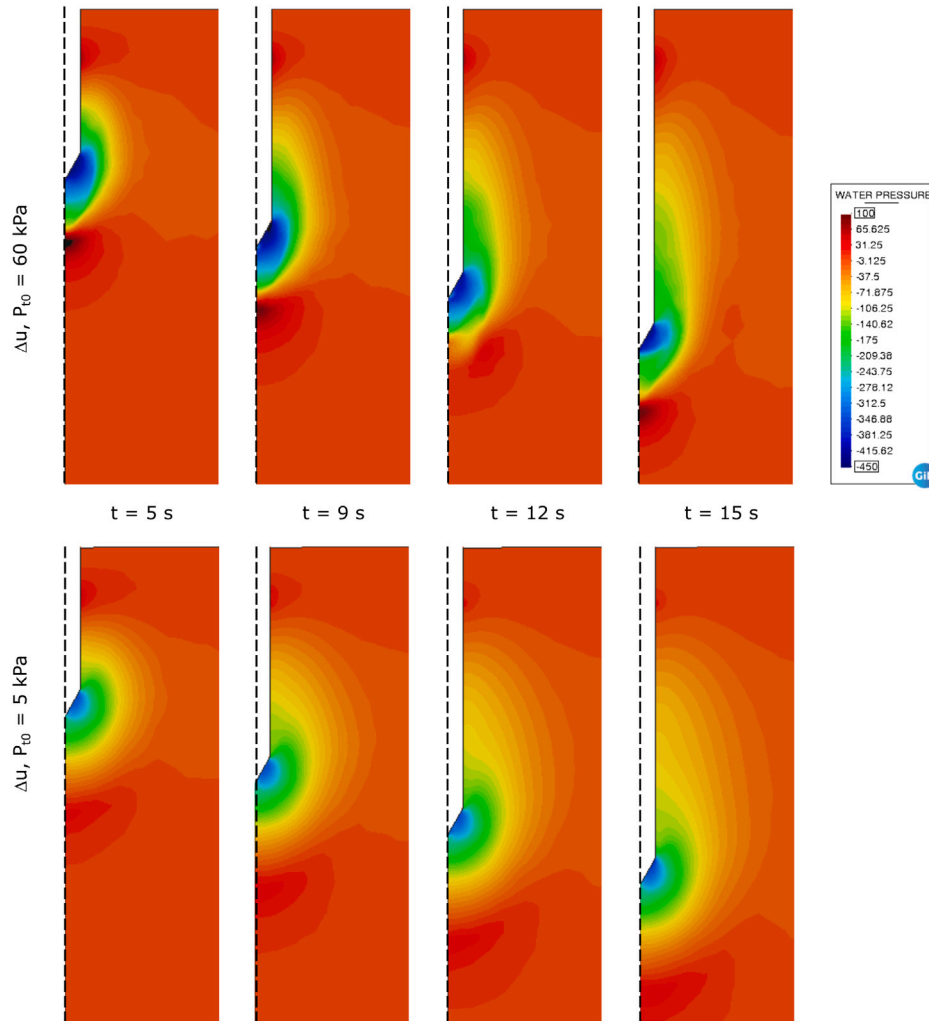 Δu, P_t0 = 60 kPa
WATER PRESSURE
100
65.625
31.25
-3.125
-37.5
-71.875
-106.25
-140.62
-175
-209.38
-243.75
-278.12
-312.5
-346.88
-381.25
-415.62
-450
t = 5 s
t = 9 s
t = 12 s
t = 15 s
Δu, P_t0 = 5 kPa